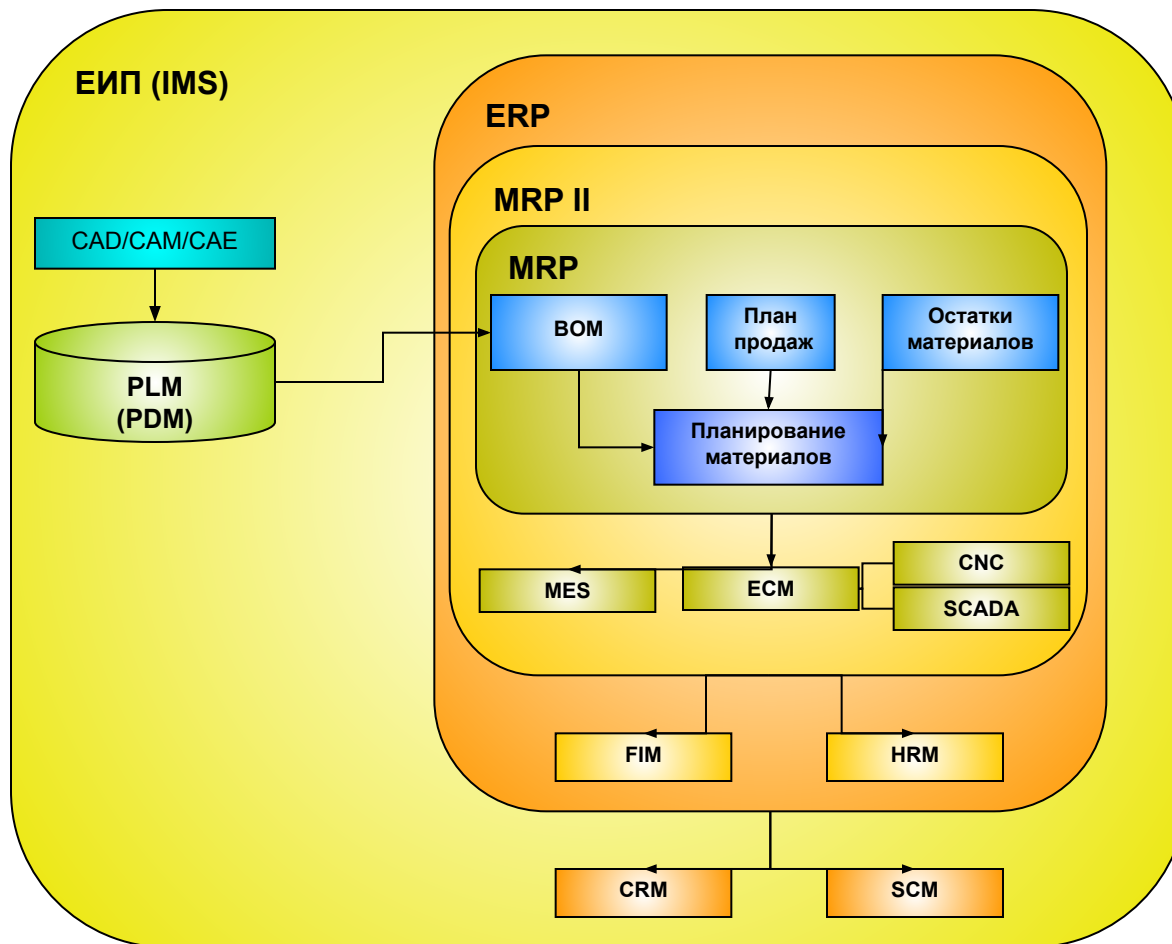 ЕИП (IMS)
ERP
MRP II
CAD/CAM/CAE
MRP
BOM
План
продаж
Остатки
материалов
PLM
(PDM)
Планирование
материалов
MES
ECM
CNC
SCADA
FIM
HRM
CRM
SCM